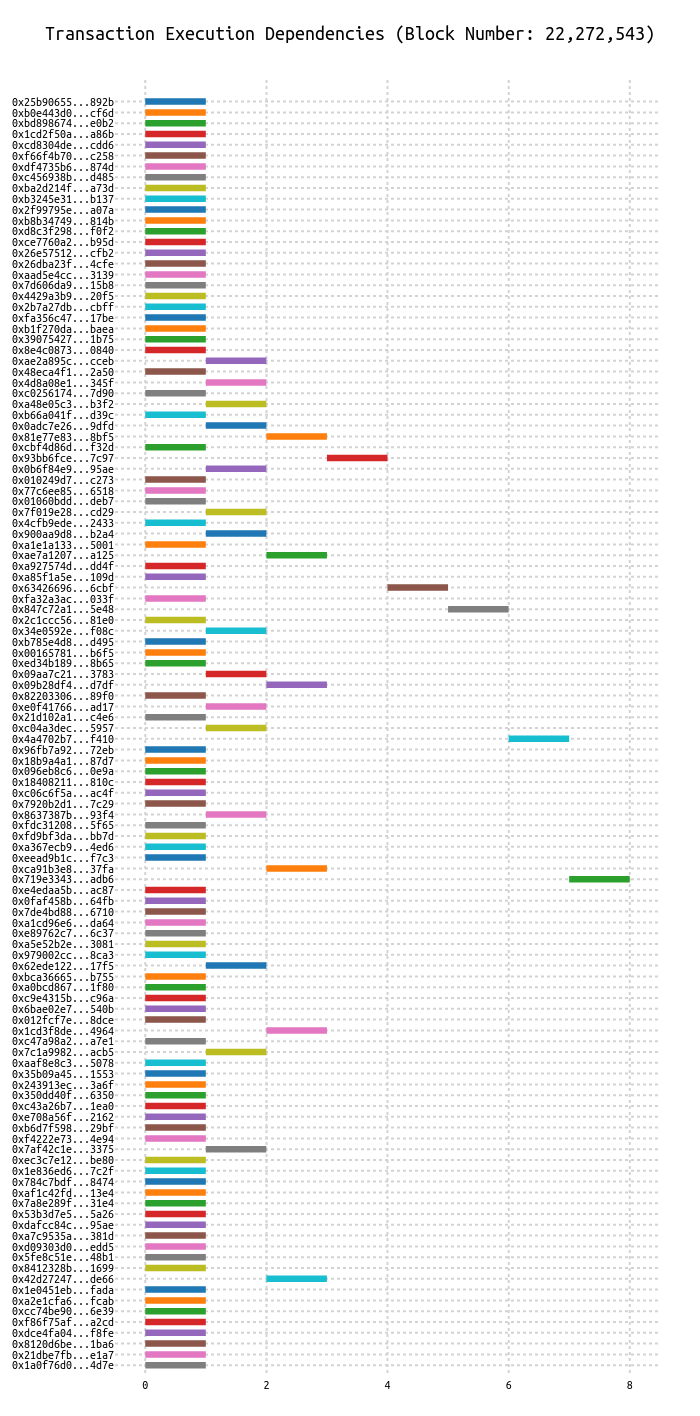 Transaction Execution Dependencies (Block Number: 22,272,543)
0x25b90655...892b
0xb0e443d0...cf6d
0xbd898674...e0b2
0x1cd2f50a...a86b
0xcd8304de...cdd6
0xf66f4b70...c258
0xdf4735b6...874d
0xc456938b...d485
0xba2d214f...a73d
0xb3245e31...b137
0x2f99795e...a07a
0xb8b34749...814b
0xd8c3f298...f0f2
0xce7760a2...b95d
0x26e57512...cfb2
0x26dba23f...4cfe
0xaad5e4cc...3139
0x7d606da9...15b8
0x4429a3b9...20f5
0x2b7a27db...cbff
0xfa356c47...17be
0xb1f270da...baea
0x39075427...1b75
0x8e4c0873...0840
0xae2a895c...cceb
0x48eca4f1...2a50
0x4d8a08e1...345f
0xc0256174...7d90
0xa48e05c3...b3f2
0xb66a041f...d39c
0x0adc7e26...9dfd
0x81e77e83...8bf5
0xcbf4d86d...f32d
0x93bb6fce...7c97
0x0b6f84e9...95ae
0x010249d7...c273
0x77c6ee85...6518
0x01060bdd...deb7
0x7f019e28...cd29
0x4cfb9ede...2433
0x900aa9d8...b2a4
0xa1e1a133...5001
0xae7a1207...a125
0xa927574d...dd4f
0xa85f1a5e...109d
0x63426696...6cbf
0xfa32a3ac...033f
0x847c72a1...5e48
0x2c1ccc56...81e0
0x34e0592e...f08c
0xb785e4d8...d495
0x00165781...b6f5
0xed34b189...8b65
0x09aa7c21...3783
0x09b28df4...d7df
0x82203306...89f0
0xe0f41766...ad17
0x21d102a1...c4e6
0xc04a3dec...5957
0x4a4702b7...f410
0x96fb7a92...72eb
0x18b9a4a1...87d7
0x096eb8c6...0e9a
0x18408211...810c
0xc06c6f5a...ac4f
0x7920b2d1...7c29
0x8637387b...93f4
0xfdc31208...5f65
0xfd9bf3da...bb7d
0xa367ecb9...4ed6
0xeead9b1c...f7c3
0xca91b3e8...37fa
0x719e3343...adb6
0xe4edaa5b...ac87
0x0faf458b...64fb
0x7de4bd88...6710
0xa1cd96e6...da64
0xe89762c7...6c37
0xa5e52b2e...3081
0x979002cc...8ca3
0x62ede122...17f5
0xbca36665...b755
0xa0bcd867...1f80
0xc9e4315b...c96a
0x6bae02e7...540b
0x012fcf7e...8dce
0x1cd3f8de...4964
0xc47a98a2...a7e1
0x7c1a9982...acb5
0xaaf8e8c3...5078
0x35b09a45...1553
0x243913ec...3a6f
0x350dd40f...6350
0xc43a26b7...1ea0
0xe708a56f...2162
0xb6d7f598...29bf
0xf4222e73...4e94
0x7af42c1e...3375
0xec3c7e12...be80
0x1e836ed6...7c2f
0x784c7bdf...8474
0xaf1c42fd...13e4
0x7a8e289f...31e4
0x53b3d7e5...5a26
0xdafcc84c...95ae
0xa7c9535a...381d
0xd09303d0...edd5
0x5fe8c51e...48b1
0x8412328b...1699
0x42d27247...de66
0x1e0451eb...fada
0xa2e1cfa6...fcab
0xcc74be90...6e39
0xf86f75af...a2cd
0xdce4fa04...f8fe
0x8120d6be...1ba6
0x21dbe7fb...e1a7
0x1a0f76d0...4d7e
0 2 4 6 8